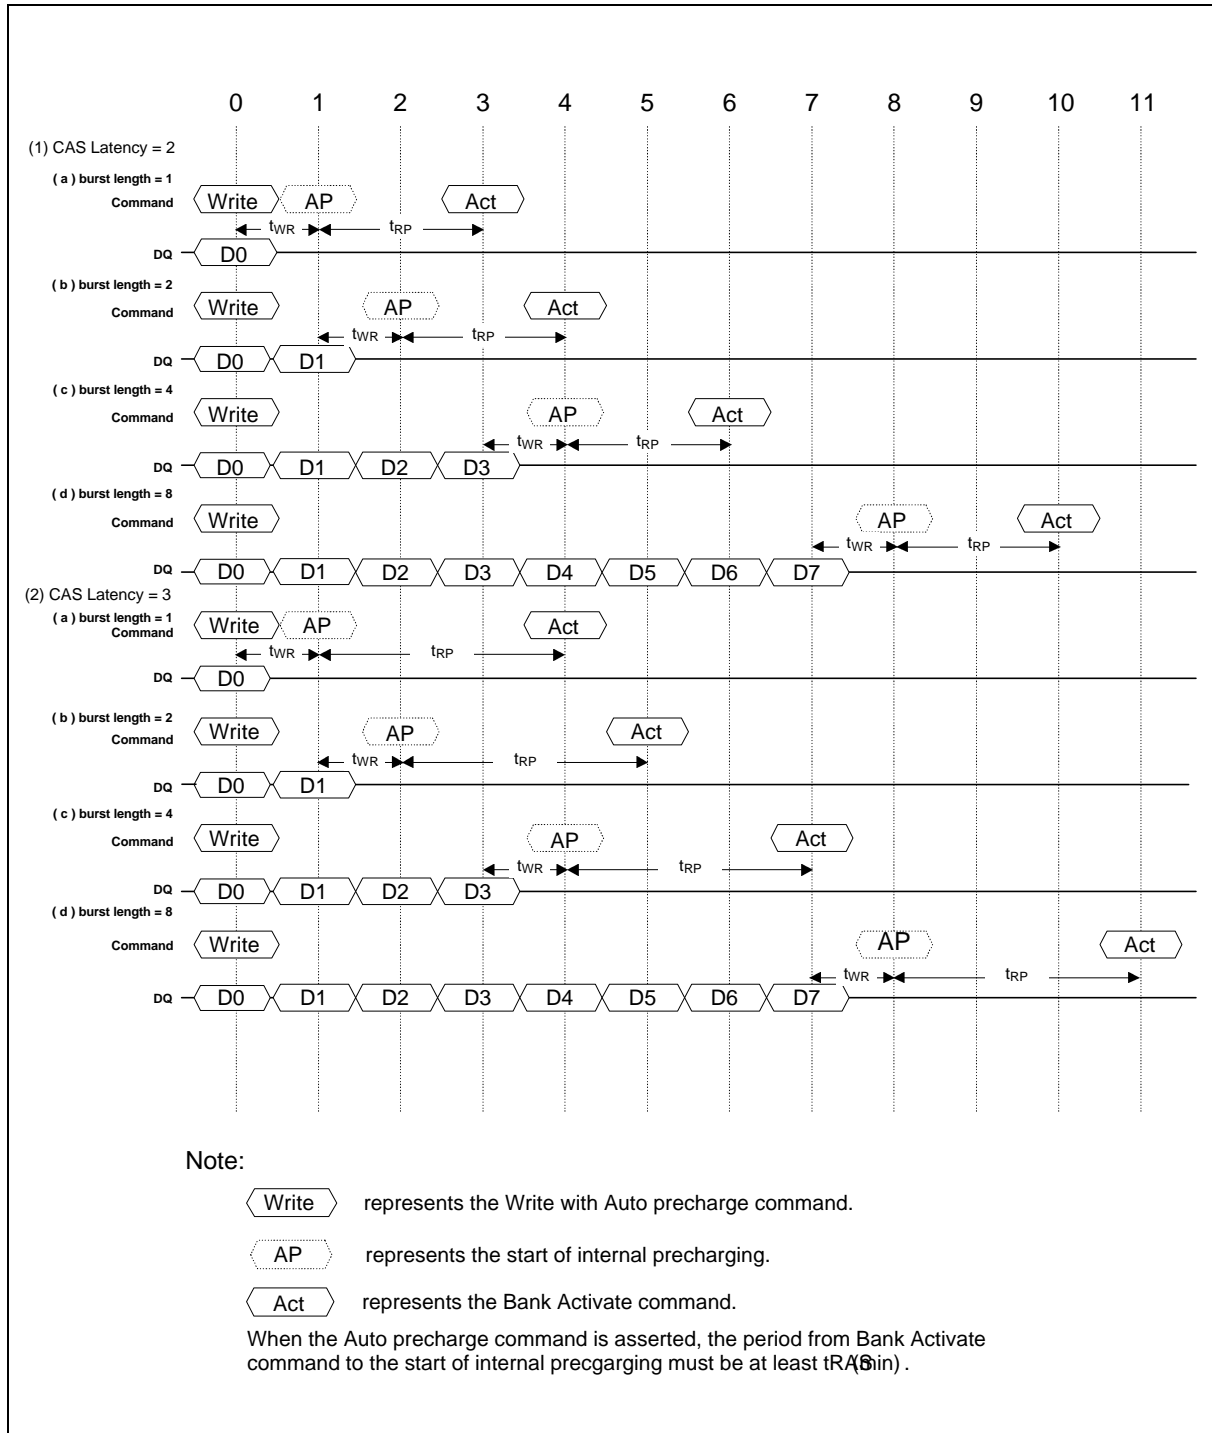 0 1 2 3 4 5 6 7 8 9 10 11
(1) CAS Latency = 2
( a ) burst length = 1
Command Write AP Act
tWR tRP
DQ D0
( b ) burst length = 2
Command Write AP Act
tWR tRP
DQ D0 D1
( c ) burst length = 4
Command Write AP Act
tWR tRP
DQ D0 D1 D2 D3
( d ) burst length = 8
Command Write AP Act
tWR tRP
DQ D0 D1 D2 D3 D4 D5 D6 D7
(2) CAS Latency = 3
( a ) burst length = 1
Command Write AP Act
tWR tRP
DQ D0
( b ) burst length = 2
Command Write AP Act
tWR tRP
DQ D0 D1
( c ) burst length = 4
Command Write AP Act
tWR tRP
DQ D0 D1 D2 D3
( d ) burst length = 8
Command Write AP Act
tWR tRP
DQ D0 D1 D2 D3 D4 D5 D6 D7
Note:
Write represents the Write with Auto precharge command.
AP represents the start of internal precharging.
Act represents the Bank Activate command.
When the Auto precharge command is asserted, the period from Bank Activate
command to the start of internal precgarging must be at least tRAS(min) .